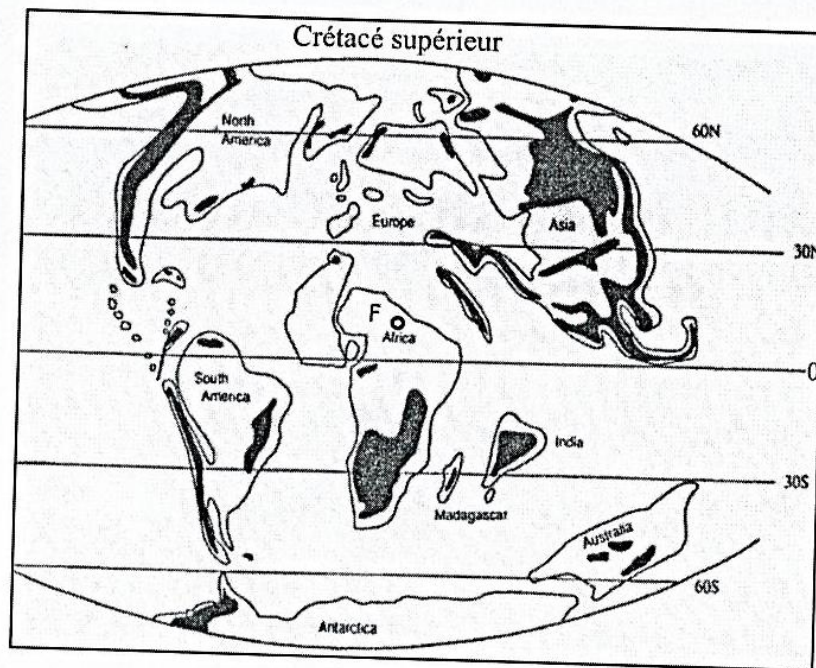 Crétacé supérieur
60N
North
America
Europe
Asia
30N
F
Africa
0
South
America
India
30S
Madagascar
Australia
60S
Antarctica